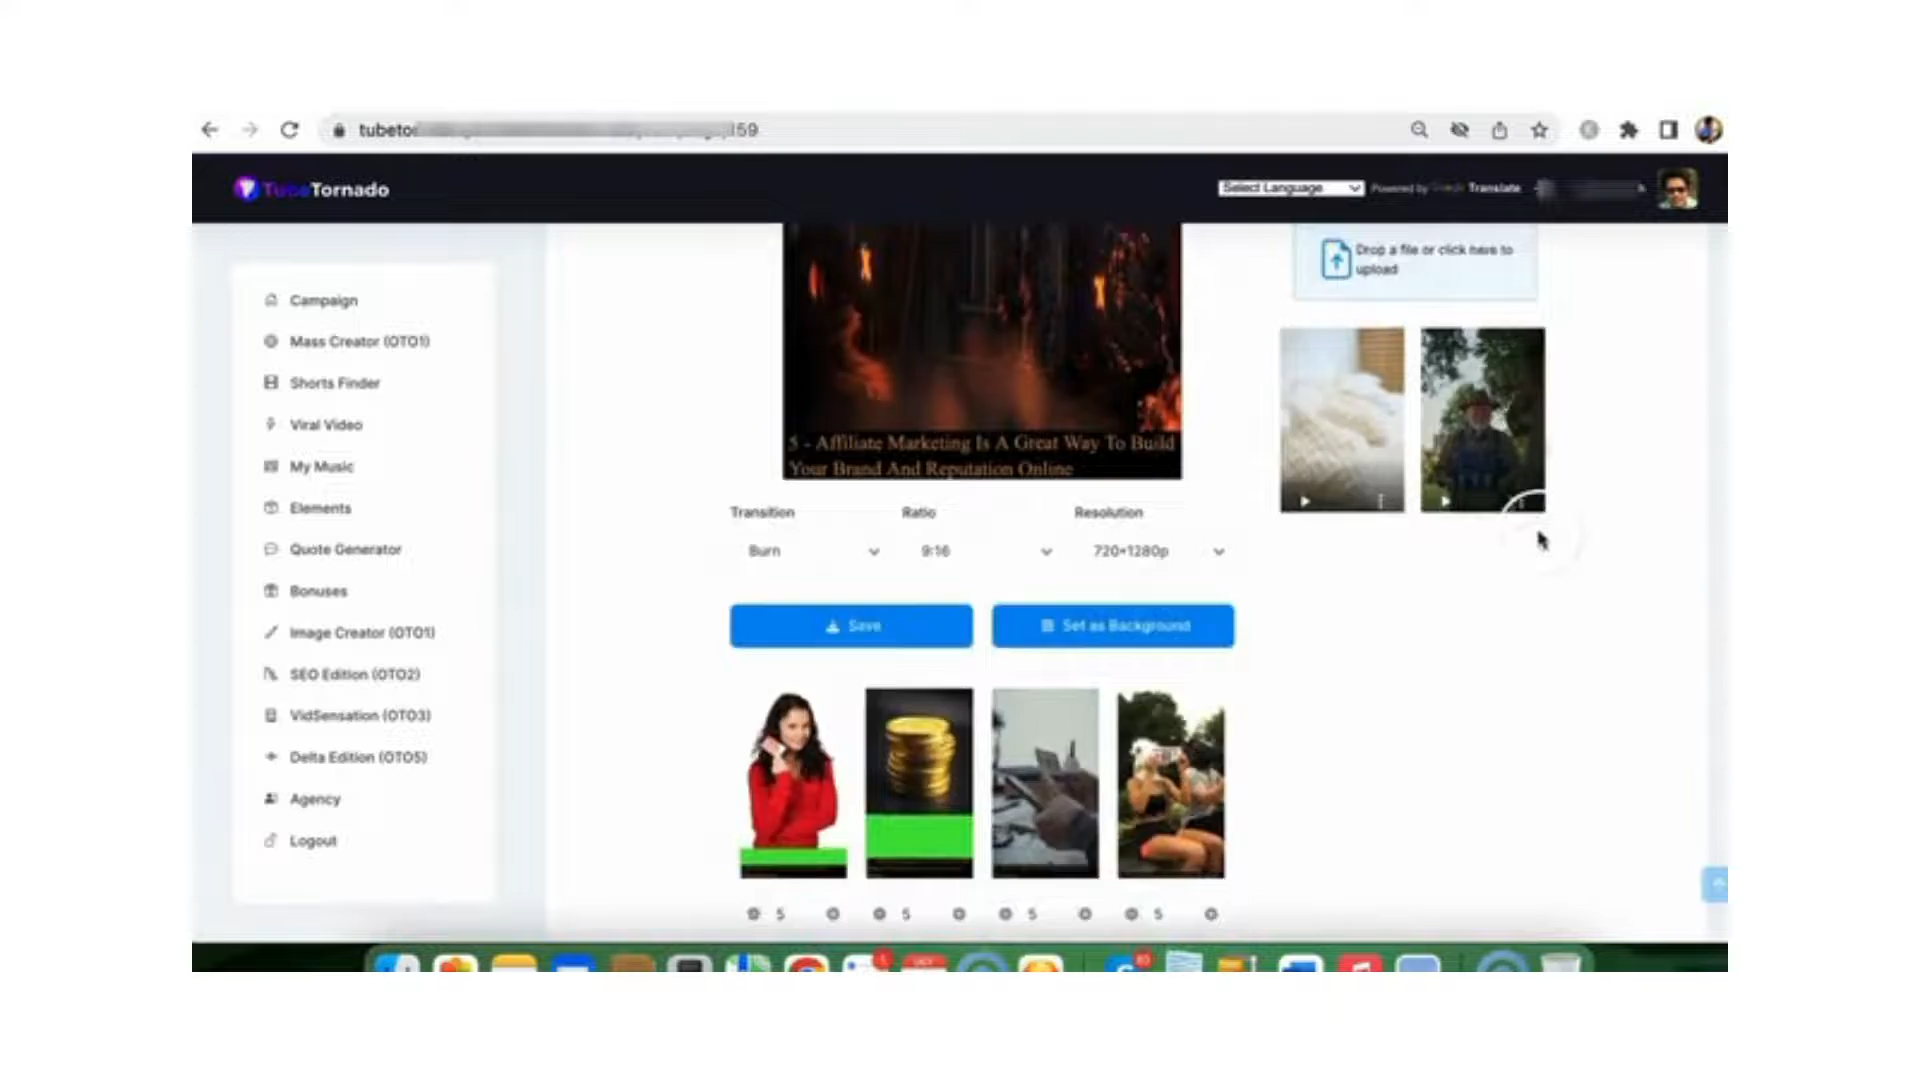 159
TubeTornado
Select Language
Powered by
Translate
Drop a file or click here to
upload
Campaign
Mass Creator (OTO1)
Shorts Finder
Viral Video
My Music
Elements
Quote Generator
Bonuses
Image Creator (OTO1)
SEO Edition (OTO2)
VidSensation (OTO3)
Delta Edition (OTO5)
Agency
Logout
5 - Affiliate Marketing Is A Great Way To Build
Your Brand And Reputation Online
Transition
Ratio
Resolution
Burn
9:16
720*1280p
Save
Set as Background
5
5
5
5